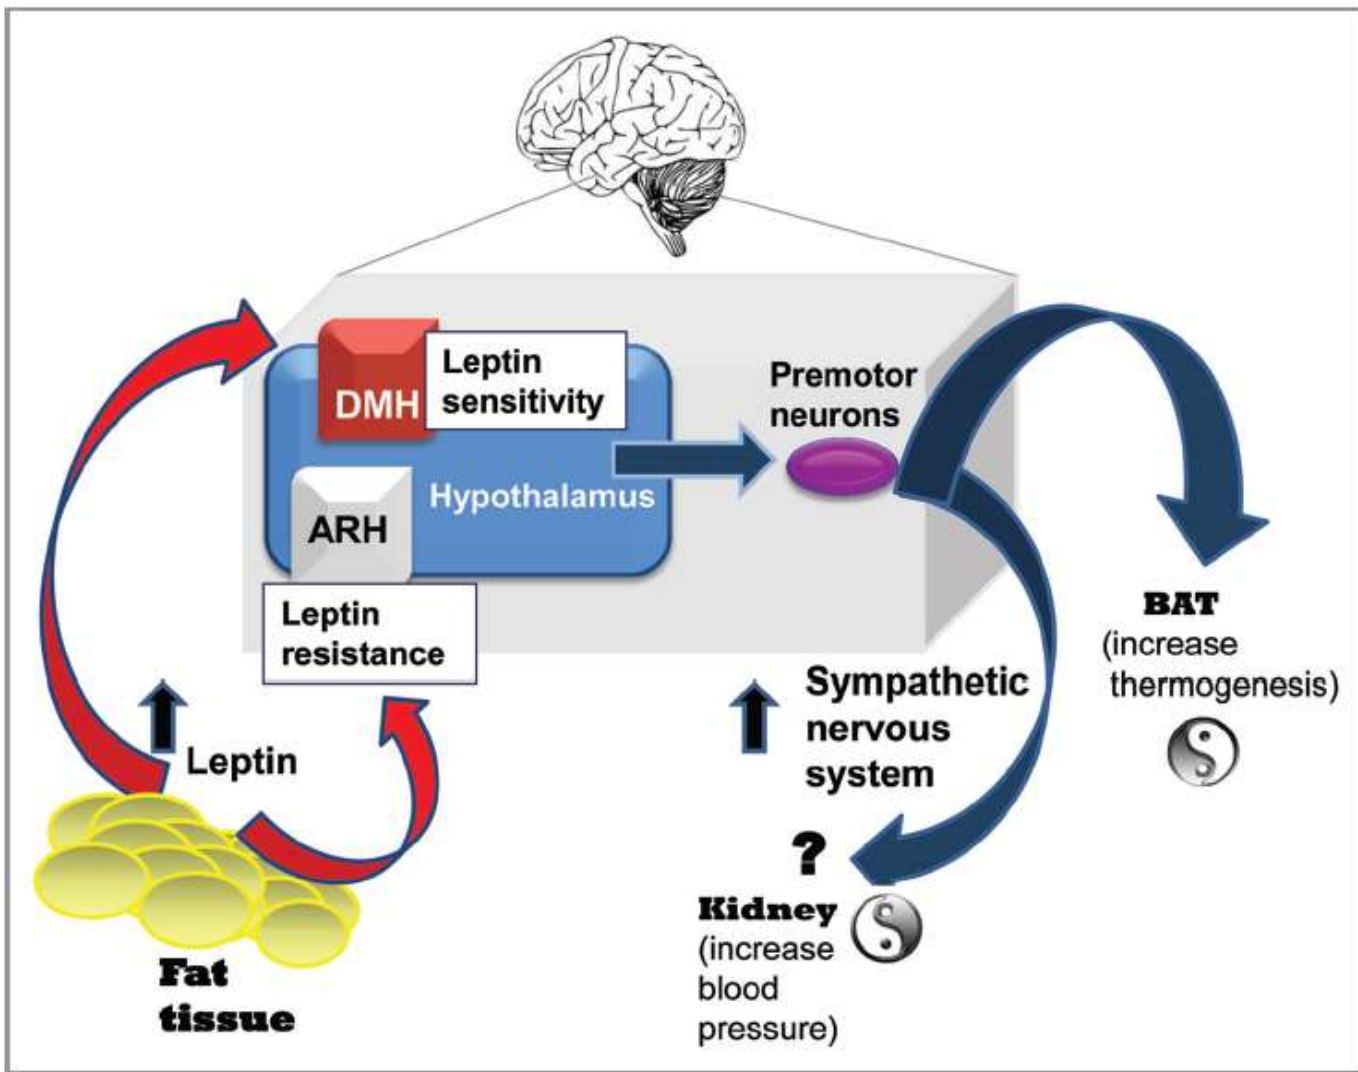 DMH
Leptin
sensitivity
Hypothalamus
ARH
Leptin
resistance
Premotor
neurons
BAT
(increase
thermogenesis)
Leptin
Sympathetic
nervous
system
?
Kidney
(increase
blood
pressure)
Fat
tissue